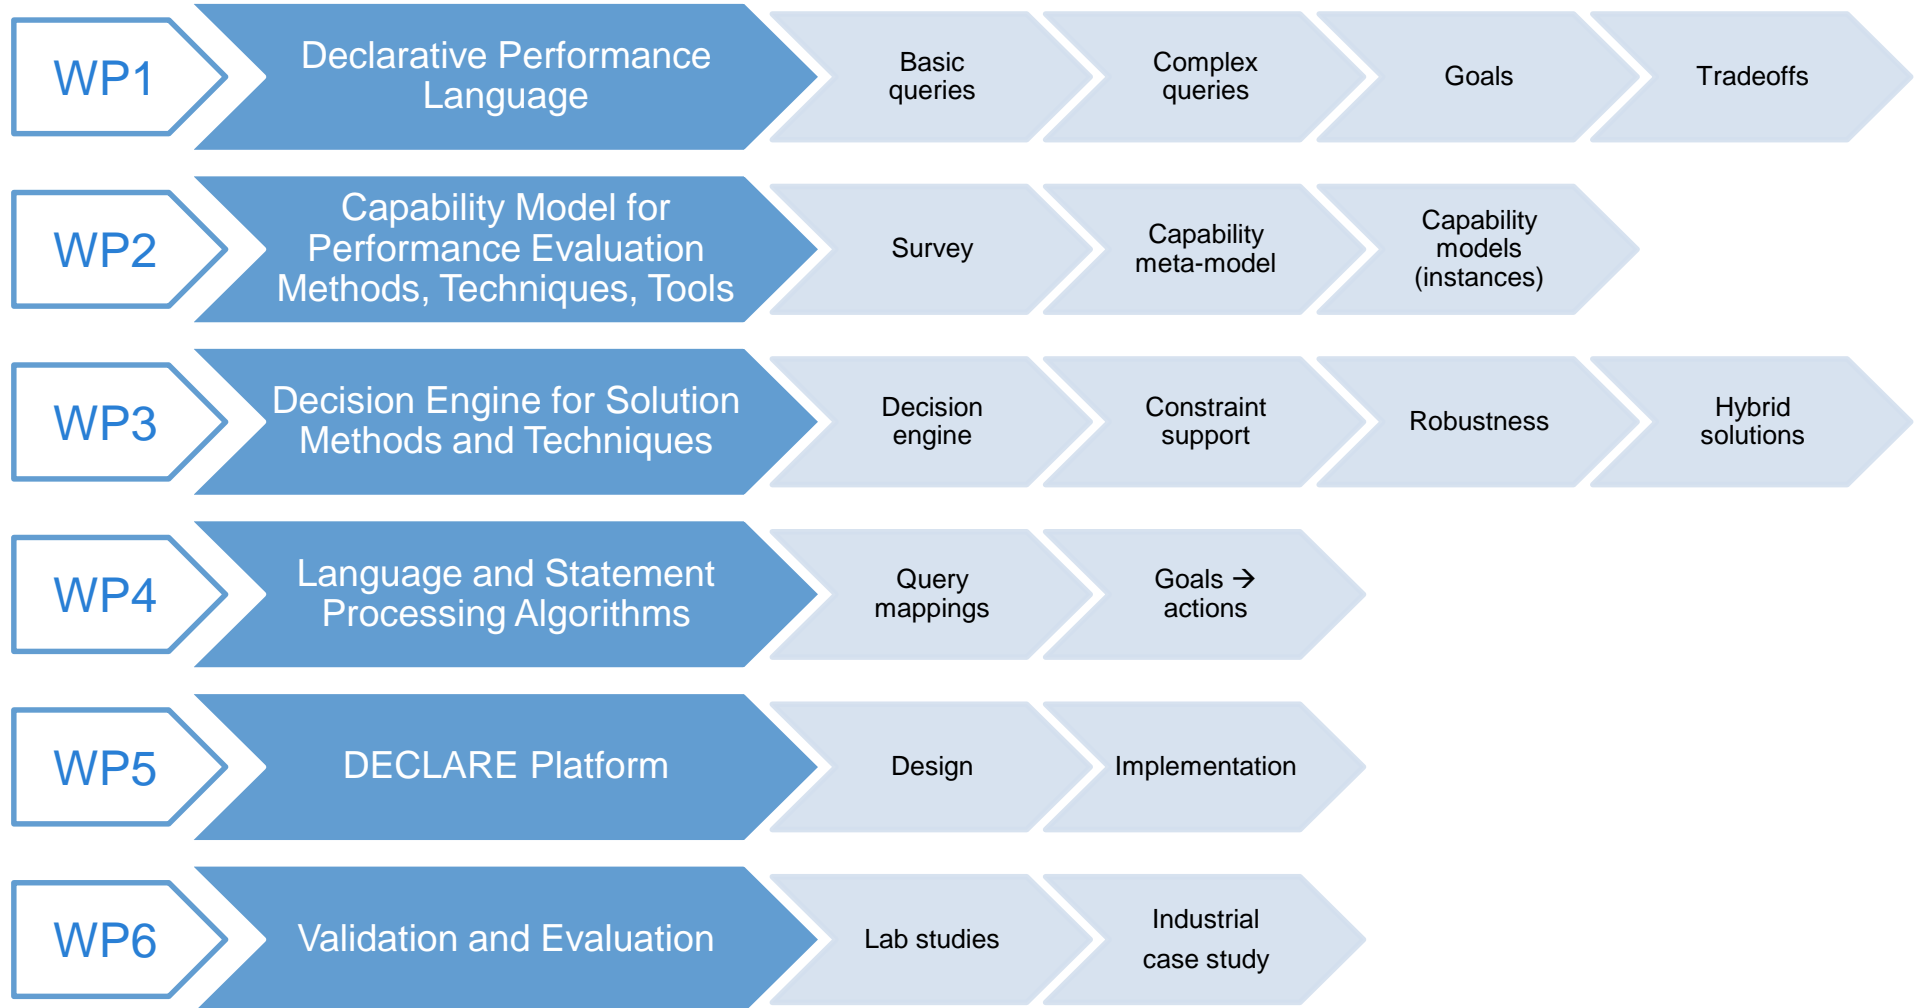 WP1
Declarative Performance
Language
Basic
queries
Complex
queries
Goals
Tradeoffs
WP2
Capability Model for
Performance Evaluation
Methods, Techniques, Tools
Survey
Capability
meta-model
Capability
models
(instances)
WP3
Decision Engine for Solution
Methods and Techniques
Decision
engine
Constraint
support
Robustness
Hybrid
solutions
WP4
Language and Statement
Processing Algorithms
Query
mappings
Goals →
actions
WP5
DECLARE Platform
Design
Implementation
WP6
Validation and Evaluation
Lab studies
Industrial
case study